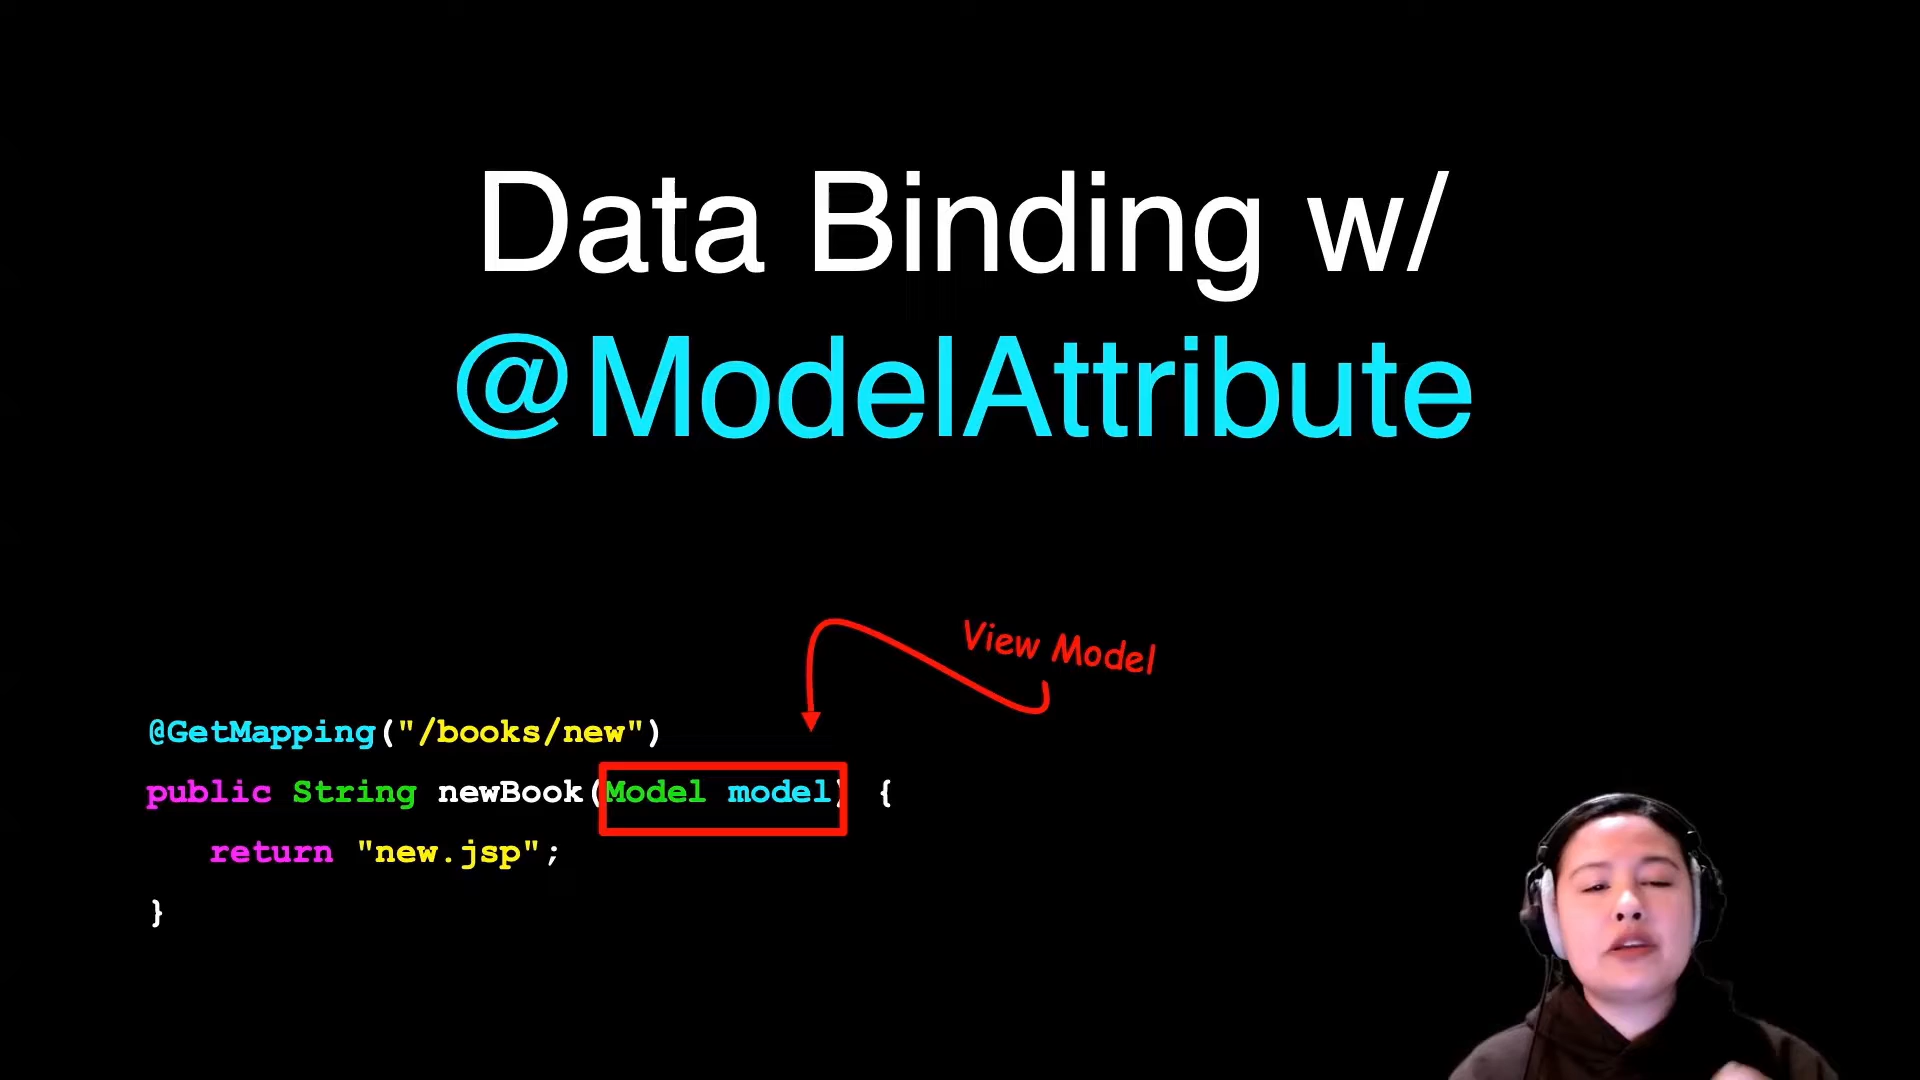 Data Binding w/
@ModelAttribute
View Model
@GetMapping("/books/new")
public String newBook(Model model) {
return "new.jsp";
}